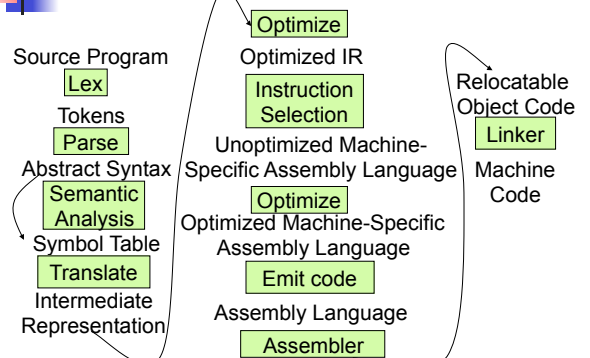 Source Program
Lex
Tokens
Parse
Abstract Syntax
Semantic
Analysis
Symbol Table
Translate
Intermediate
Representation
Optimize
Optimized IR
Instruction
Selection
Unoptimized Machine-
Specific Assembly Language
Optimize
Optimized Machine-Specific
Assembly Language
Emit code
Assembly Language
Assembler
Relocatable
Object Code
Linker
Machine
Code